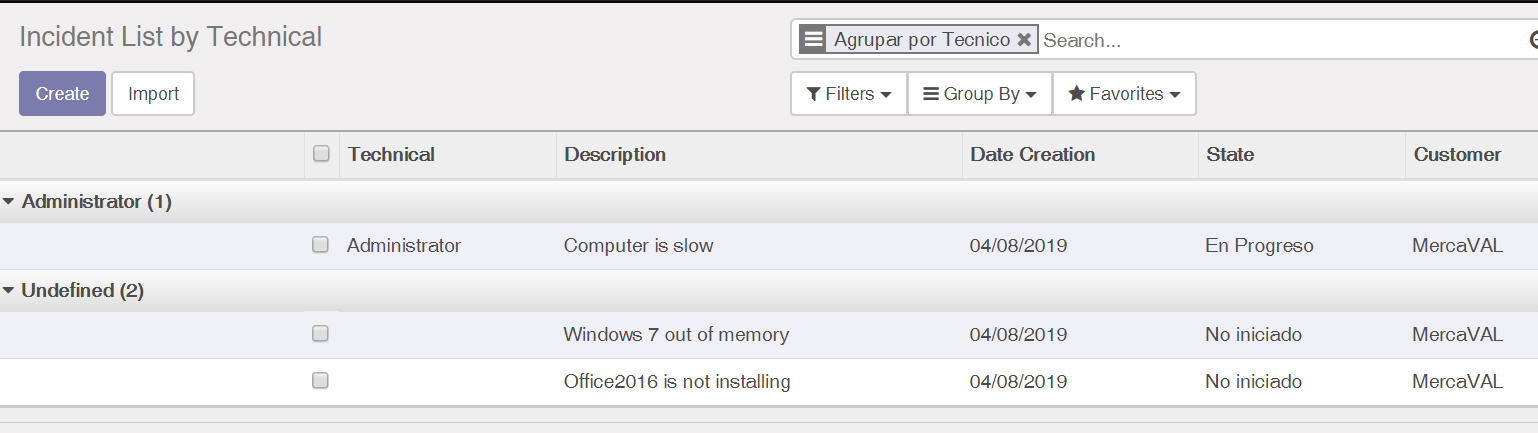 Incident List by Technical
Agrupar por Tecnico Search...
Create Import
Filters Group By Favorites
Technical Description Date Creation State Customer
Administrator (1)
Administrator Computer is slow 04/08/2019 En Progreso MercaVAL
Undefined (2)
Windows 7 out of memory 04/08/2019 No iniciado MercaVAL
Office2016 is not installing 04/08/2019 No iniciado MercaVAL